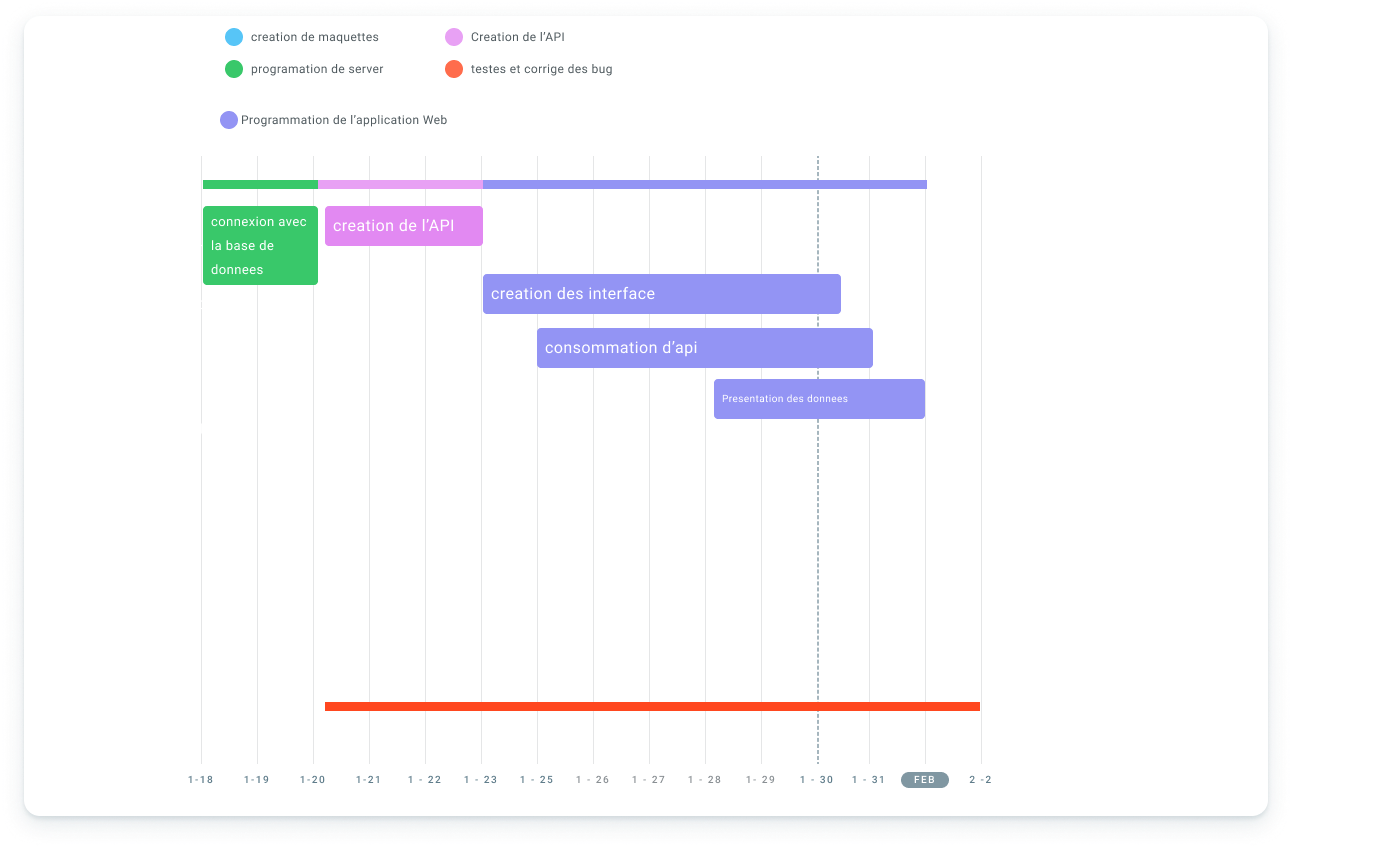 creation de maquettes
Creation de l’API
programation de server
testes et corrige des bug
Programmation de l’application Web
connexion avec
la base de
donnees
creation de l’API
creation des interface
consommation d’api
Presentation des donnees
1-18 1-19 1-20 1-21 1 - 22 1 - 23 1 - 25 1 - 26 1 - 27 1 - 28 1- 29 1 - 30 1 - 31 FEB 2 -2